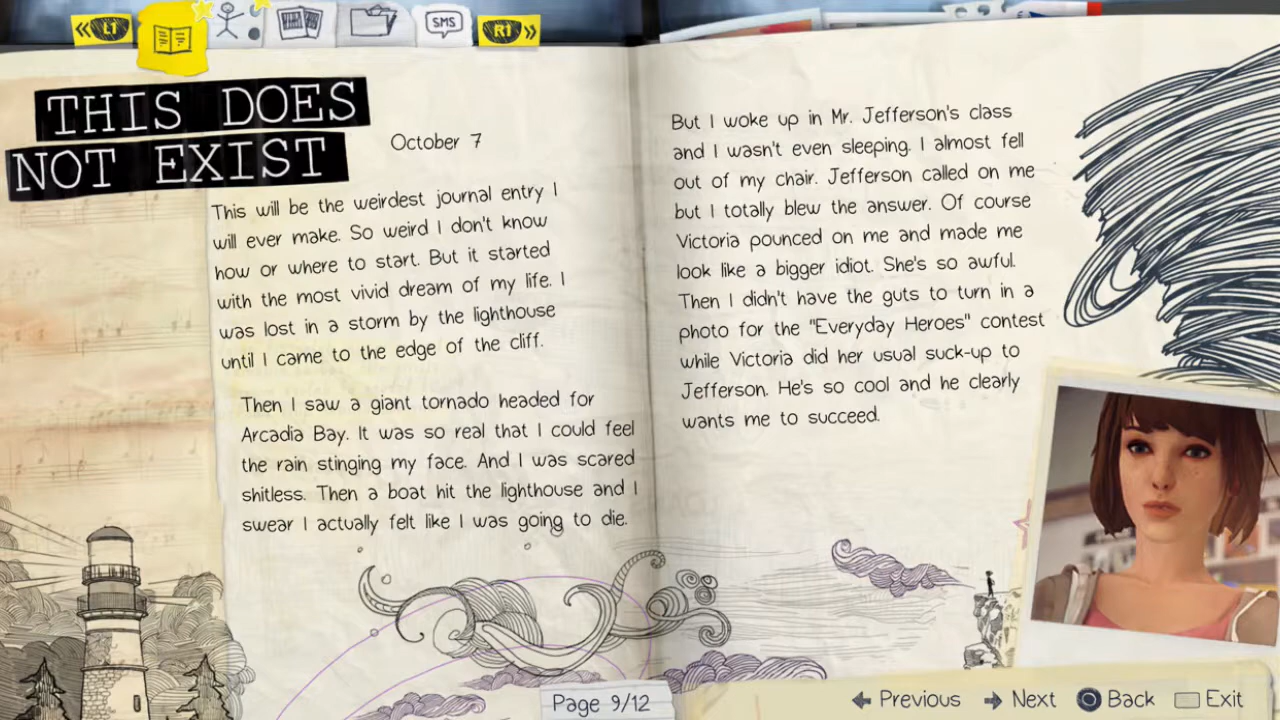 L1
SMS
R1
THIS DOES
NOT EXIST
October 7
This will be the weirdest journal entry I
will ever make. So weird I don't know
how or where to start. But it started
with the most vivid dream of my life. I
was lost in a storm by the lighthouse
until I came to the edge of the cliff.
Then I saw a giant tornado headed for
Arcadia Bay. It was so real that I could feel
the rain stinging my face. And I was scared
shitless. Then a boat hit the lighthouse and I
swear I actually felt like I was going to die.
But I woke up in Mr. Jefferson's class
and I wasn't even sleeping. I almost fell
out of my chair. Jefferson called on me
but I totally blew the answer. Of course
Victoria pounced on me and made me
look like a bigger idiot. She's so awful.
Then I didn't have the guts to turn in a
photo for the "Everyday Heroes" contest
while Victoria did her usual suck-up to
Jefferson. He's so cool and he clearly
wants me to succeed.
Page 9/12
Previous Next Back Exit